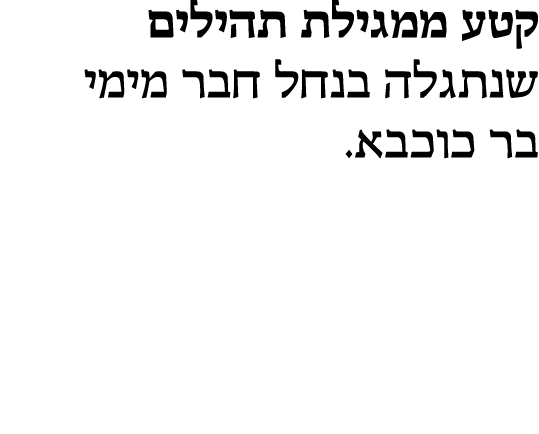 קטע ממגילת תהילים
שנתגלה בנחל חבר מימי
בר כוכבא.